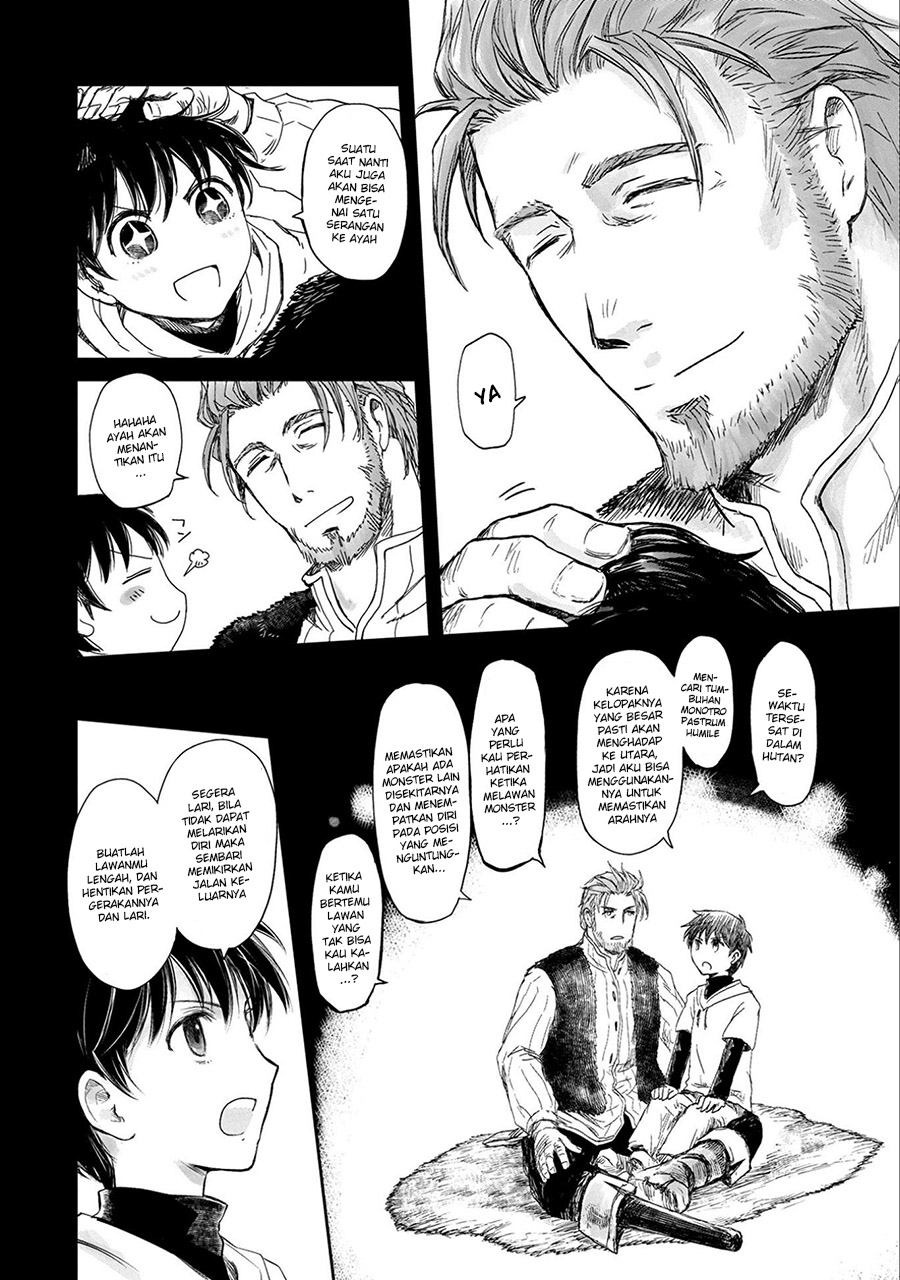 YA
SUATU
SAAT NANTI
AKU JUGA
AKAN BISA
MENGE-
NAI SATU
SERANGAN
KE AYAH
HAHAHA
AYAH AKAN
MENAN-
TIKAN ITU
...
SE-
WAKTU
TERSE-
SAT DI
DALAM
HUTAN?
MEN-
CARI TUM-
BUHAN
MONOTRO
PASTRUM
HUMILE
KARENA
KELOPAKNYA
YANG BESAR
PASTI AKAN
MENGHADAP
KE UTARA,
JADI AKU BISA
MENGGUNAKAN-
NYA UNTUK
MEMASTIKAN
ARAHNYA
APA
YANG
PERLU
KAU PER-
HATIKAN
KETIKA
MELAWAN
MONSTER
...?
MEMASTIKAN
APAKAH ADA
MONSTER LAIN
DISEKITARNYA
DAN MENEM-
PATKAN DIRI
PADA POSISI
YANG ME-
NGUNTUNG-
KAN...
KETIKA
KAMU
BERTEMU
LAWAN
YANG
TAK BISA
KAU KA-
LAHKAN
...?
SEGERA
LARI, BILA
TIDAK DAPAT
MELARIKAN
DIRI MAKA
SEMBARI
MEMIKIRKAN
JALAN KE-
LUARNYA
BUATLAH
LAWANMU
LENGAH, DAN
HENTIKAN PER-
GERAKANNYA
DAN LARI.